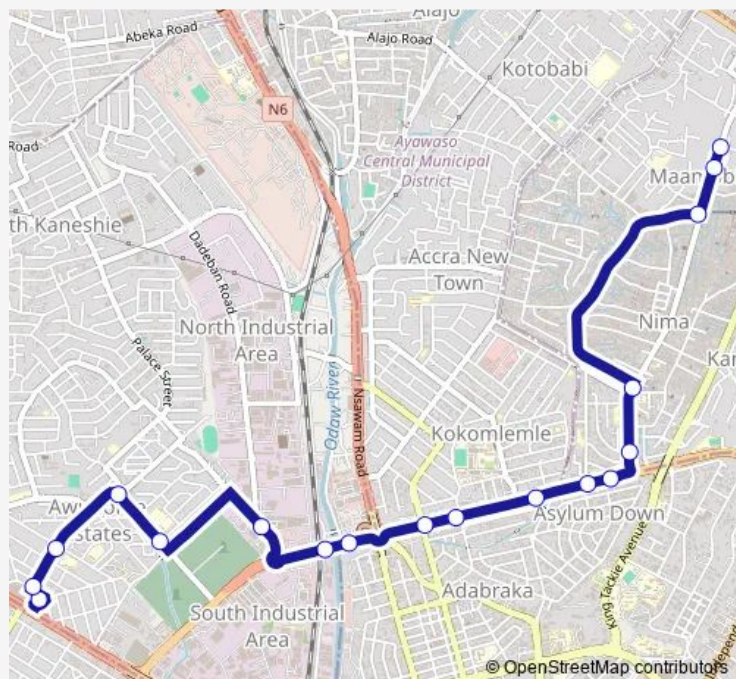 Alajo
Abeka Road
Alajo Road
Kotobabi
N6
Ayawaso
Central Municipal
District
Road
th Kaneshie
Dadeban Road
Accra New
Town
North Industrial
Area
Nima
Kan
Palace Street
Odaw River
Nsawam Road
Kokomlemle
Asylum Down
South Industrial
Area
Adabraka
King Tackie Avenue
Independ
© OpenStreetMap contributors